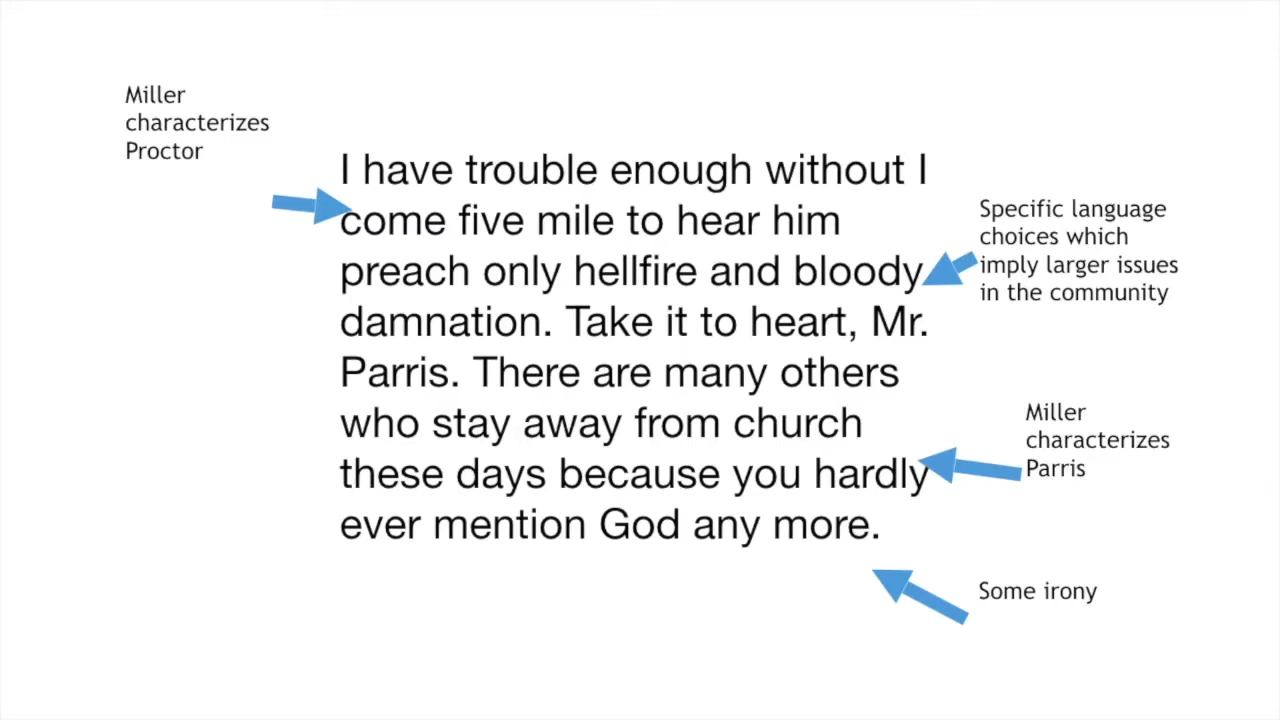 Miller
characterizes
Proctor
I have trouble enough without I
come five mile to hear him
preach only hellfire and bloody
damnation. Take it to heart, Mr.
Parris. There are many others
who stay away from church
these days because you hardly
ever mention God any more.
Specific language
choices which
imply larger issues
in the community
Miller
characterizes
Parris
Some irony